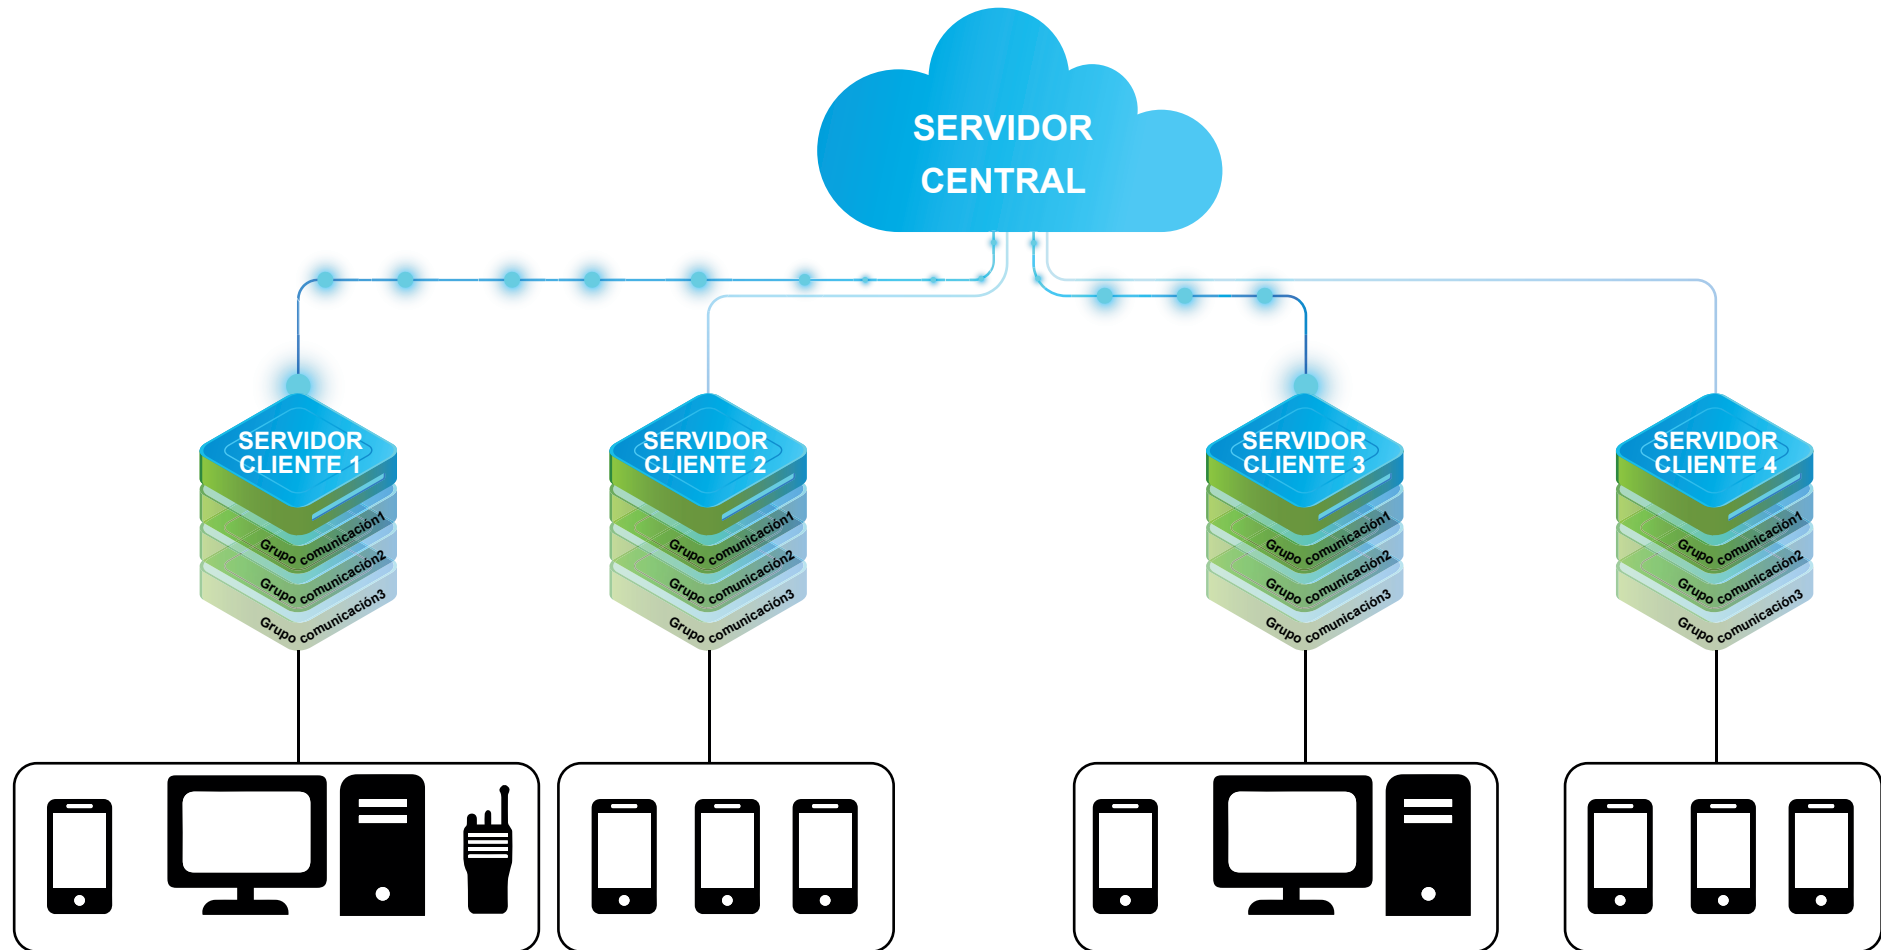 SERVIDOR
CENTRAL
SERVIDOR
CLIENTE 1
Grupo comunicación1
Grupo comunicación2
Grupo comunicación3
SERVIDOR
CLIENTE 2
Grupo comunicación1
Grupo comunicación2
Grupo comunicación3
SERVIDOR
CLIENTE 3
Grupo comunicación1
Grupo comunicación2
Grupo comunicación3
SERVIDOR
CLIENTE 4
Grupo comunicación1
Grupo comunicación2
Grupo comunicación3